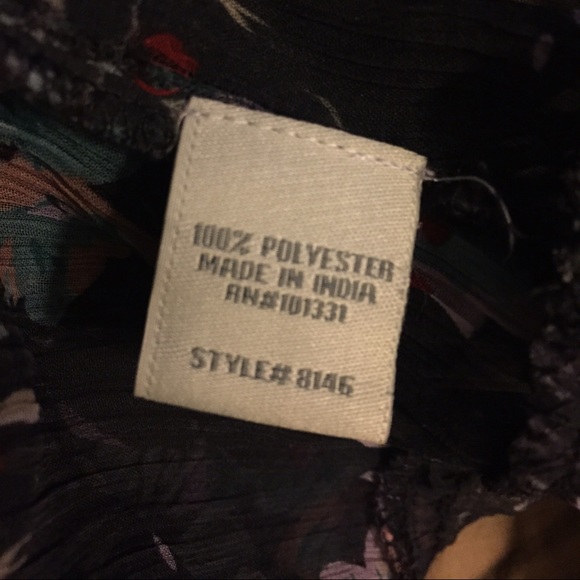 100% POLYESTER
MADE IN INDIA
RN#101331
STYLE# 8146